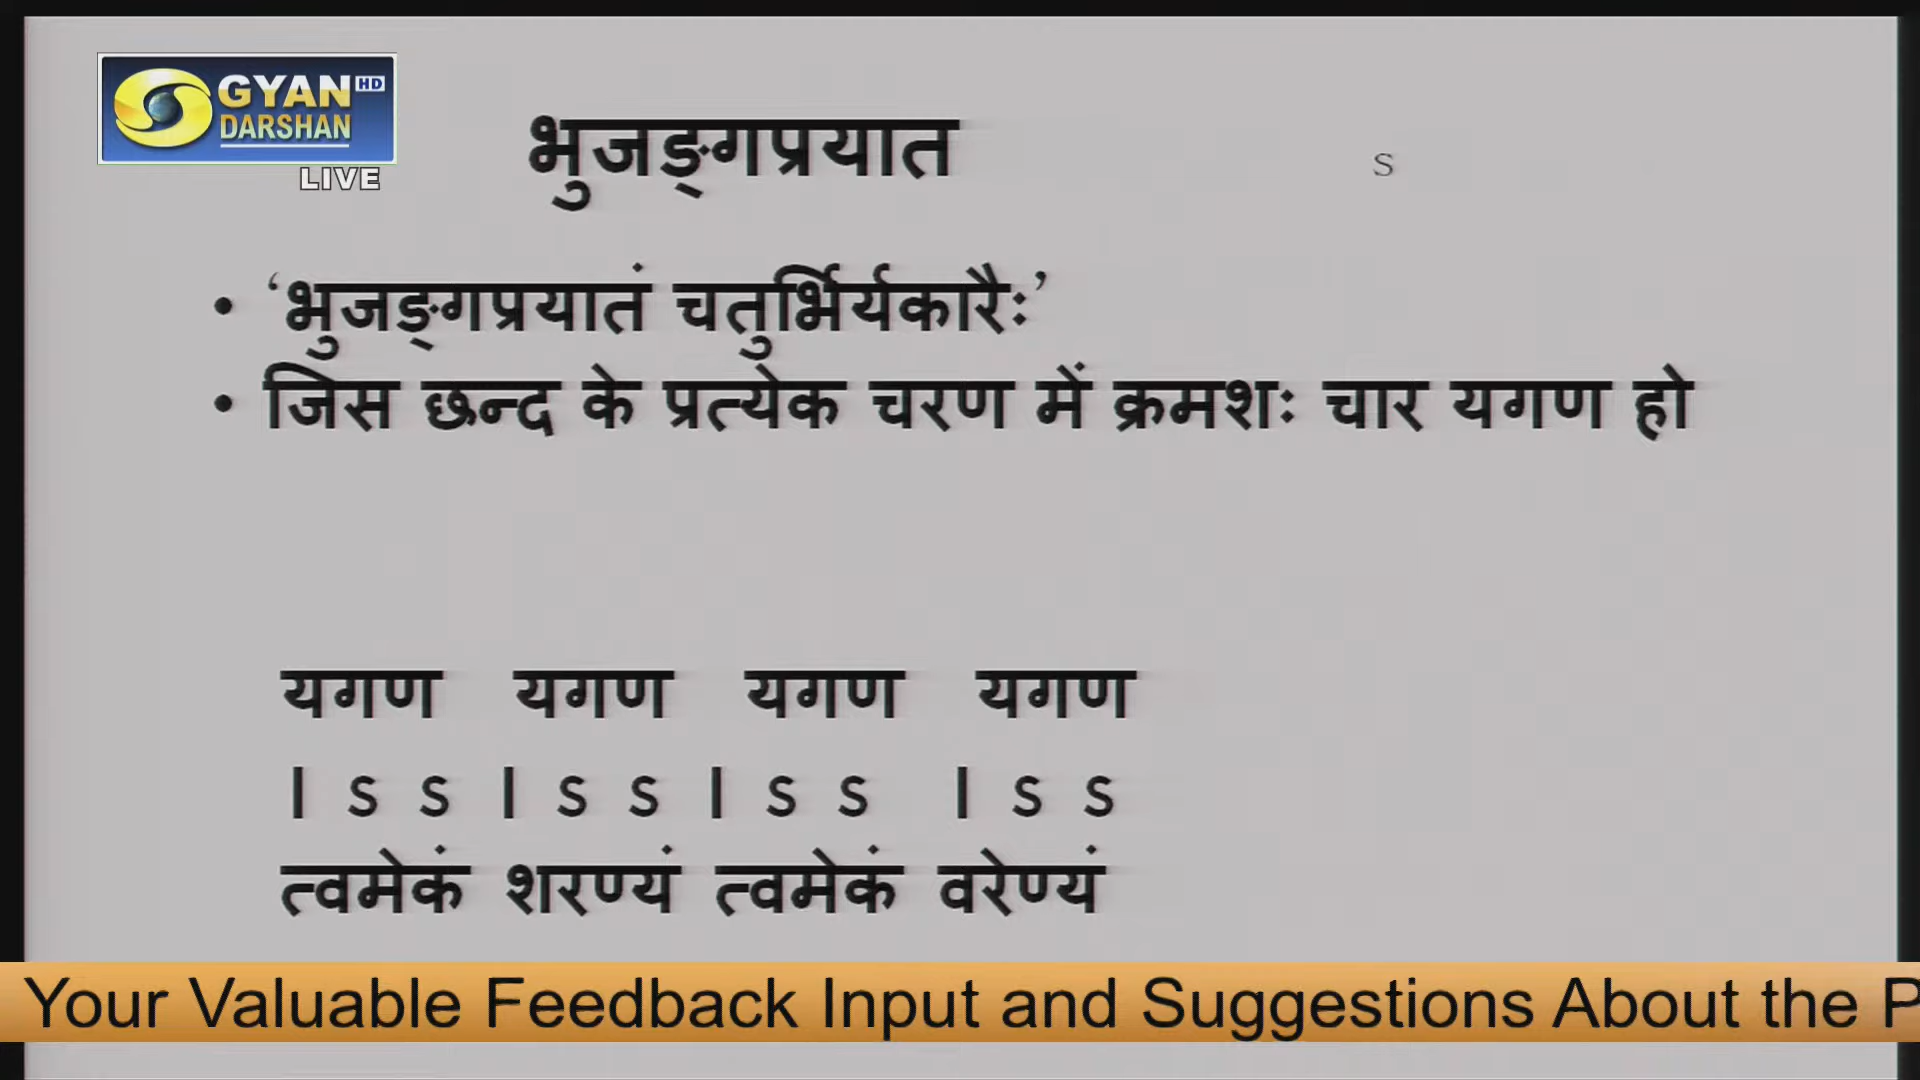 GYAN HD
DARSHAN
LIVE
भुजङ्गप्रयात
S
• ‘भुजङ्गप्रयातं चतुर्भिर्यकारैः’
• जिस छन्द के प्रत्येक चरण में क्रमशः चार यगण हो
यगण यगण यगण यगण
I S S I S S I S S I S S
त्वमेकं शरण्यं त्वमेकं वरेण्यं
Your Valuable Feedback Input and Suggestions About the P